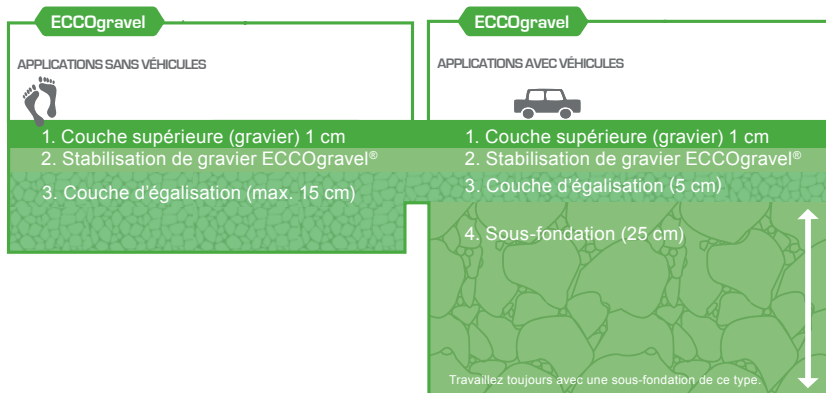 ECCOgravel
APPLICATIONS SANS VÉHICULES
1. Couche supérieure (gravier) 1 cm
2. Stabilisation de gravier ECCOgravel®
3. Couche d'égalisation (max. 15 cm)
ECCOgravel
APPLICATIONS AVEC VÉHICULES
1. Couche supérieure (gravier) 1 cm
2. Stabilisation de gravier ECCOgravel®
3. Couche d'égalisation (5 cm)
4. Sous-fondation (25 cm)
Travaillez toujours avec une sous-fondation de ce type.